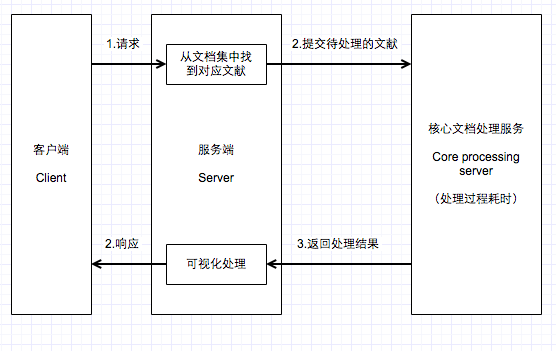 1.请求
从文档集中找
到对应文献
2.提交待处理的文献
客户端
Client
服务端
Server
核心文档处理服务
Core processing
server
（处理过程耗时）
2.响应
可视化处理
3.返回处理结果